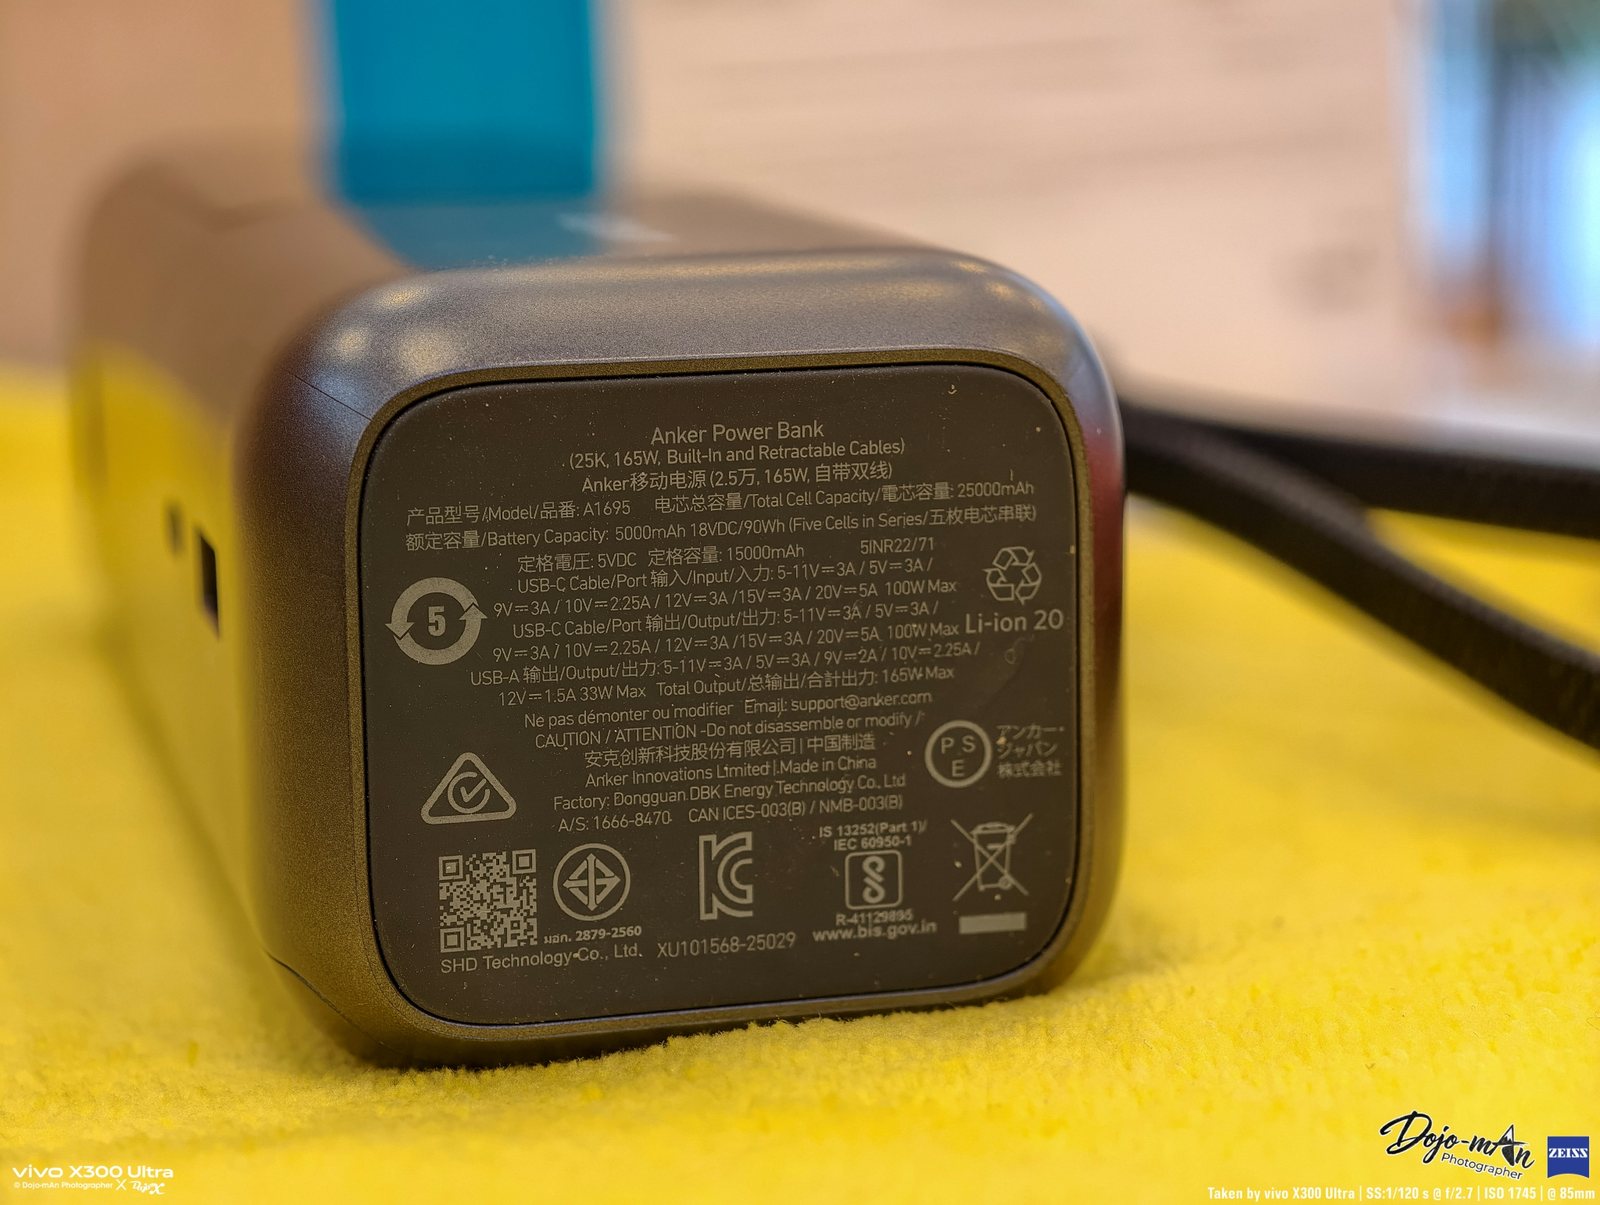 Anker Power Bank
(25K, 165W, Built-In and Retractable Cables)
Anker移动电源 (2.5万, 165W, 自带双线)
产品型号/Model/品番: A1695 电芯总容量/Total Cell Capacity/電芯容量: 25000mAh
额定容量/Battery Capacity: 5000mAh 18VDC/90Wh (Five Cells in Series/五枚电芯串联)
定格電圧: 5VDC 定格容量: 15000mAh 5INR22/71
USB-C Cable/Port 输入/Input/入力: 5-11V⎓3A / 5V⎓3A /
9V⎓3A / 10V⎓2.25A / 12V⎓3A /15V⎓3A / 20V⎓5A 100W Max
USB-C Cable/Port 输出/Output/出力: 5-11V⎓3A / 5V⎓3A /
9V⎓3A / 10V⎓2.25A / 12V⎓3A /15V⎓3A / 20V⎓5A 100W Max
USB-A 输出/Output/出力: 5-11V⎓3A / 5V⎓3A / 9V⎓2A / 10V⎓2.25A /
12V⎓1.5A 33W Max Total Output/总输出/合計出力: 165W Max
Ne pas démonter ou modifier Email: support@anker.com
CAUTION / ATTENTION -Do not disassemble or modify /
安克创新科技股份有限公司 | 中国制造
Anker Innovations Limited | Made in China
Factory: Dongguan DBK Energy Technology Co., Ltd
A/S: 1666-8470 CAN ICES-003(B) / NMB-003(B)
5
Li-ion 20
P S
E
アンカー・
ジャパン
株式会社
IS 13252(Part 1)/
IEC 60950-1
R-41129895
www.bis.gov.in
มอก. 2879-2560
SHD Technology Co., Ltd. XU101568-25029
vivo X300 Ultra
© Dojo-mAn Photographer X DojoX
Dojo-mAn
Photographer
ZEISS
Taken by vivo X300 Ultra | SS:1/120 s @ f/2.7 | ISO 1745 | @ 85mm